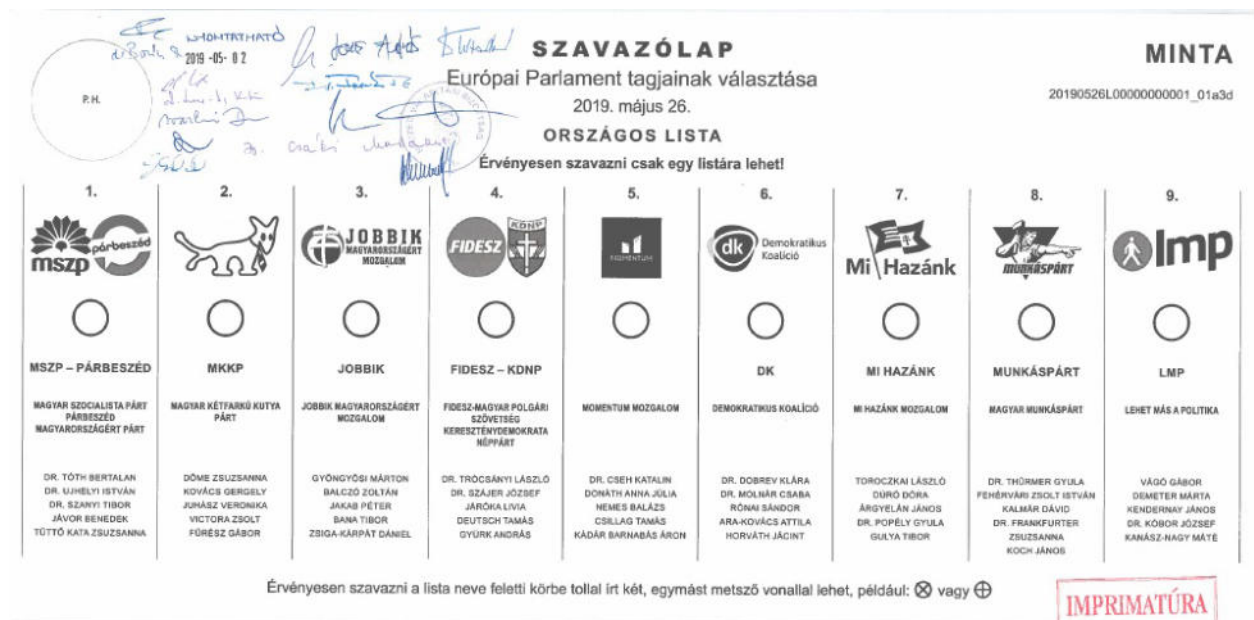 NYOMTATHATÓ
2019 -05- 02
P.H.
SZAVAZÓLAP
Európai Parlament tagjainak választása
2019. május 26.
ORSZÁGOS LISTA
Érvényesen szavazni csak egy listára lehet!
MINTA
20190526L00000000001_01a3d
1.
mszp párbeszéd
MSZP – PÁRBESZÉD
MAGYAR SZOCIALISTA PÁRT
PÁRBESZÉD
MAGYARORSZÁGÉRT PÁRT
DR. TÓTH BERTALAN
DR. UJHELYI ISTVÁN
DR. SZANYI TIBOR
JÁVOR BENEDEK
TÜTTŐ KATA ZSUZSANNA
2.
MKKP
MAGYAR KÉTFARKÚ KUTYA
PÁRT
DÖME ZSUZSANNA
KOVÁCS GERGELY
JUHÁSZ VERONIKA
VICTORA ZSOLT
FÜRÉSZ GÁBOR
3.
JOBBIK
MAGYARORSZÁGÉRT
MOZGALOM
JOBBIK
JOBBIK MAGYARORSZÁGÉRT
MOZGALOM
GYÖNGYÖSI MÁRTON
BALCZÓ ZOLTÁN
JAKAB PÉTER
BANA TIBOR
ZSIGA-KÁRPÁT DÁNIEL
4.
FIDESZ KDNP
FIDESZ – KDNP
FIDESZ-MAGYAR POLGÁRI
SZÖVETSÉG
KERESZTÉNYDEMOKRATA
NÉPPÁRT
DR. TRÓCSÁNYI LÁSZLÓ
DR. SZÁJER JÓZSEF
JÁRÓKA LIVIA
DEUTSCH TAMÁS
GYÜRK ANDRÁS
5.
MOMENTUM
MOMENTUM MOZGALOM
DR. CSEH KATALIN
DONÁTH ANNA JÚLIA
NEMES BALÁZS
CSILLAG TAMÁS
KÁDÁR BARNABÁS ÁRON
6.
dk Demokratikus
Koalíció
DK
DEMOKRATIKUS KOALÍCIÓ
DR. DOBREV KLÁRA
DR. MOLNÁR CSABA
RÓNAI SÁNDOR
ARA-KOVÁCS ATTILA
HORVÁTH JÁCINT
7.
Mi Hazánk
MI HAZÁNK
MI HAZÁNK MOZGALOM
TOROCZKAI LÁSZLÓ
DÚRÓ DÓRA
ÁRGYELÁN JÁNOS
DR. POPÉLY GYULA
GULYA TIBOR
8.
MUNKÁSPÁRT
MUNKÁSPÁRT
MAGYAR MUNKÁSPÁRT
DR. THÜRMER GYULA
FEHÉRVÁRI ZSOLT ISTVÁN
KALMÁR DÁVID
DR. FRANKFURTER
ZSUZSANNA
KOCH JÁNOS
9.
lmp
LMP
LEHET MÁS A POLITIKA
VÁGÓ GÁBOR
DEMETER MÁRTA
KENDERNAY JÁNOS
DR. KÓBOR JÓZSEF
KANÁSZ-NAGY MÁTÉ
Érvényesen szavazni a lista neve feletti körbe tollal írt két, egymást metsző vonallal lehet, például: ⊗ vagy ⊕
IMPRIMATÚRA